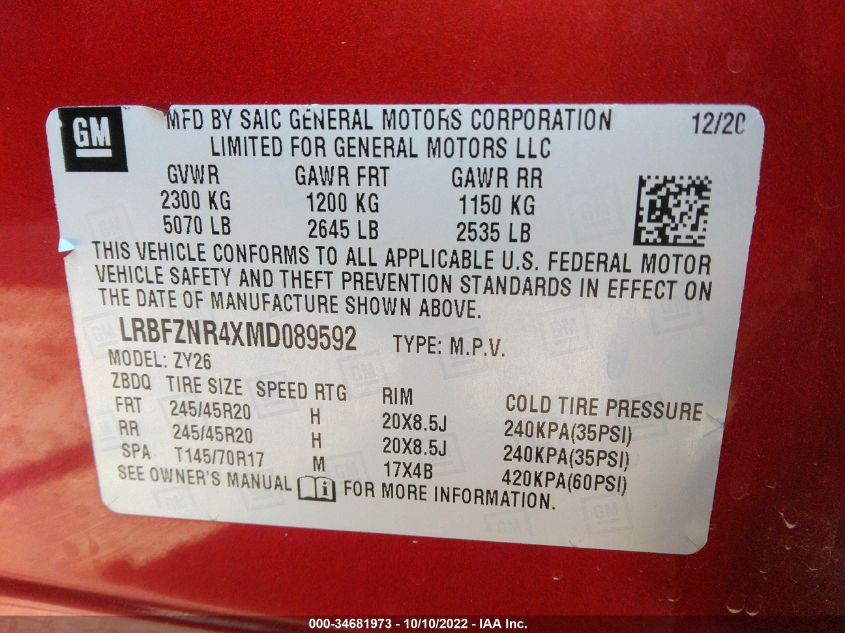 GM
MFD BY SAIC GENERAL MOTORS CORPORATION 12/20
LIMITED FOR GENERAL MOTORS LLC
GVWR GAWR FRT GAWR RR
2300 KG 1200 KG 1150 KG
5070 LB 2645 LB 2535 LB
THIS VEHICLE CONFORMS TO ALL APPLICABLE U.S. FEDERAL MOTOR
VEHICLE SAFETY AND THEFT PREVENTION STANDARDS IN EFFECT ON
THE DATE OF MANUFACTURE SHOWN ABOVE.
LRBFZNR4XMD089592 TYPE: M.P.V.
MODEL: ZY26
ZBDQ TIRE SIZE SPEED RTG RIM COLD TIRE PRESSURE
FRT 245/45R20 H 20X8.5J 240KPA(35PSI)
RR 245/45R20 H 20X8.5J 240KPA(35PSI)
SPA T145/70R17 M 17X4B 420KPA(60PSI)
SEE OWNER'S MANUAL i FOR MORE INFORMATION.
000-34681973 - 10/10/2022 - IAA Inc.